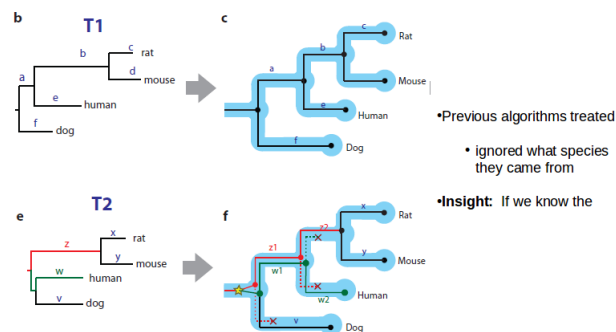 b
T1
c
a
b
c
rat
d
mouse
e
human
f
dog
a
b
c
Rat
Mouse
e
Human
f
Dog
•Previous algorithms treated
• ignored what species
they came from
•Insight: If we know the
e
T2
f
z
x
rat
y
mouse
w
human
v
dog
z1
z2
x
Rat
y
Mouse
w1
w2
Human
v
Dog